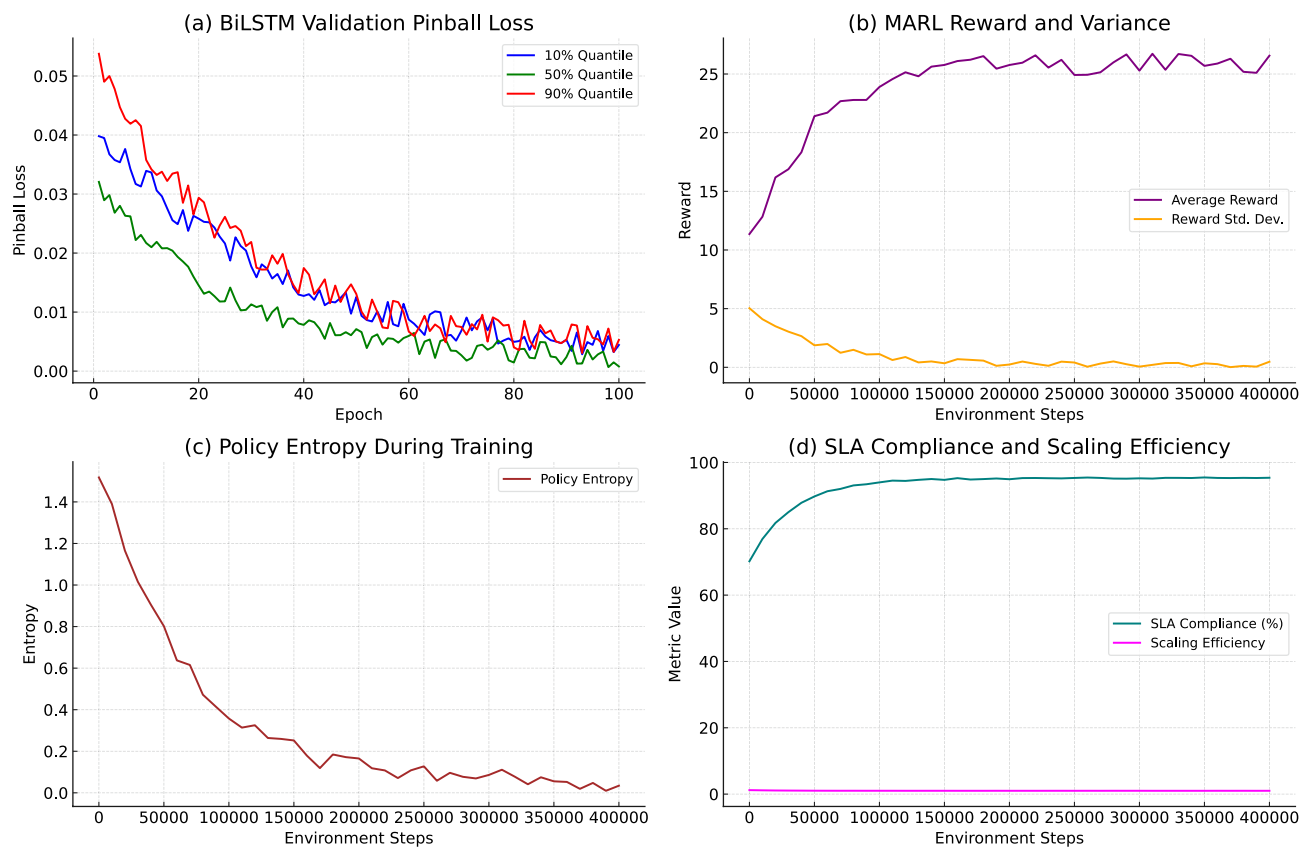 (a) BiLSTM Validation Pinball Loss
10% Quantile
50% Quantile
90% Quantile
Pinball Loss
0.05
0.04
0.03
0.02
0.01
0.00
0
20
40
60
80
100
Epoch
(b) MARL Reward and Variance
Average Reward
Reward Std. Dev.
Reward
25
20
15
10
5
0
0
50000
100000
150000
200000
250000
300000
350000
400000
Environment Steps
(c) Policy Entropy During Training
Policy Entropy
Entropy
1.4
1.2
1.0
0.8
0.6
0.4
0.2
0.0
0
50000
100000
150000
200000
250000
300000
350000
400000
Environment Steps
(d) SLA Compliance and Scaling Efficiency
SLA Compliance (%)
Scaling Efficiency
Metric Value
100
80
60
40
20
0
0
50000
100000
150000
200000
250000
300000
350000
400000
Environment Steps